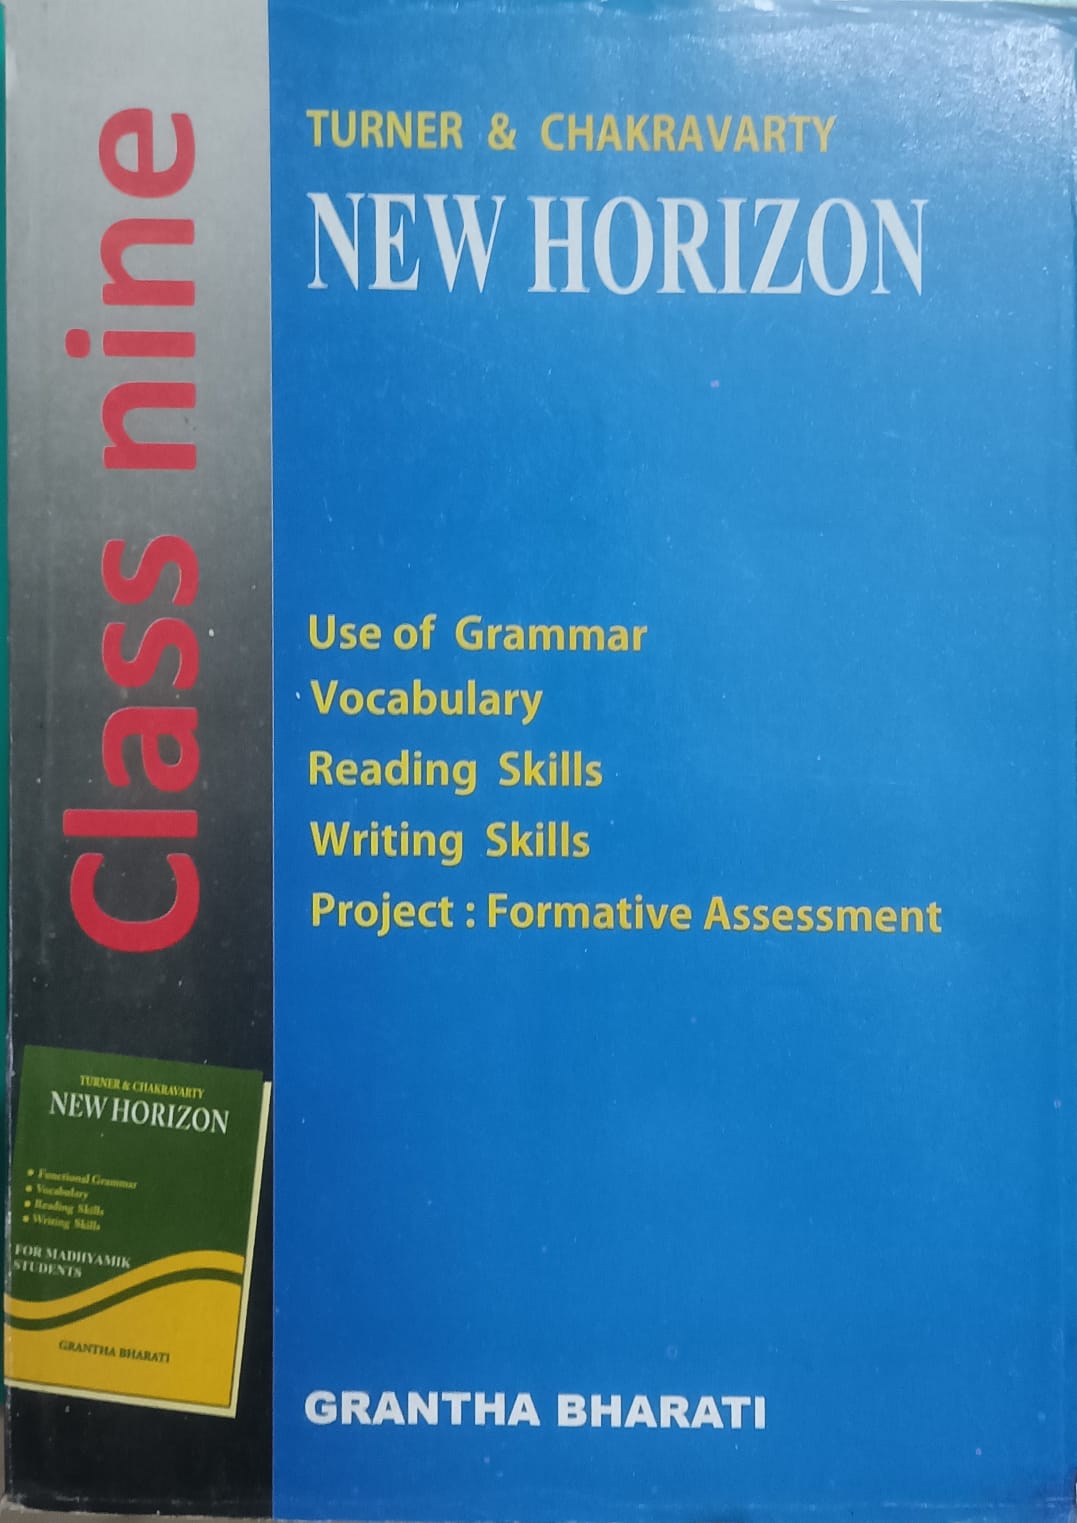 Class nine
TURNER & CHAKRAVARTY
NEW HORIZON
Use of Grammar
Vocabulary
Reading Skills
Writing Skills
Project : Formative Assessment
GRANTHA BHARATI
TURNER & CHAKRAVARTY
NEW HORIZON
• Functional Grammar
• Vocabulary
• Reading Skills
• Writing Skills
FOR MADHYAMIK
STUDENTS
GRANTHA BHARATI